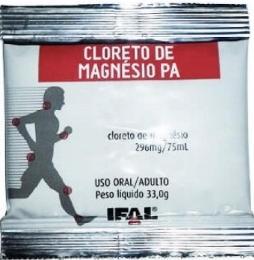 CLORETO DE
MAGNÉSIO PA
cloreto de magnésio
296mg/75mL
USO ORAL/ADULTO
Peso líquido 33,0g
IFAL